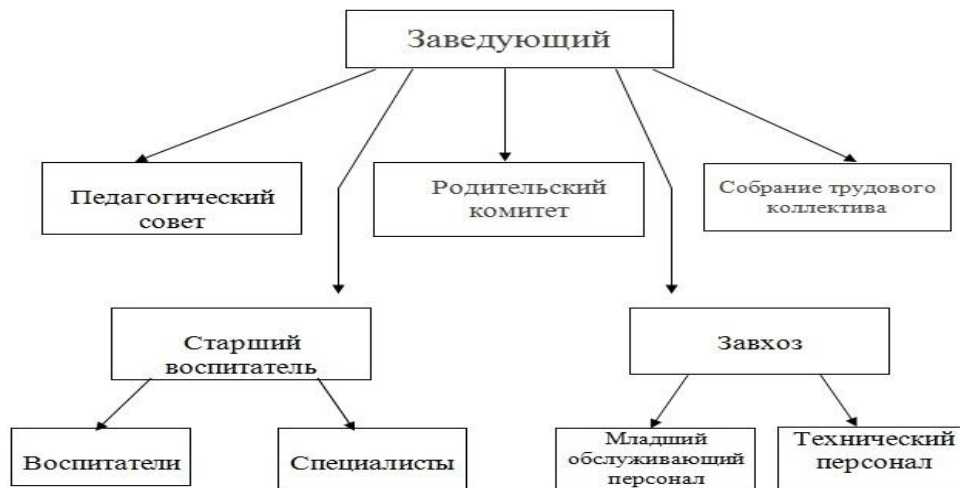 Заведующий
Педагогический
совет
Родительский
комитет
Собрание трудового
коллектива
Старший
воспитатель
Завхоз
Воспитатели
Специалисты
Младший
обслуживающий
персонал
Технический
персонал